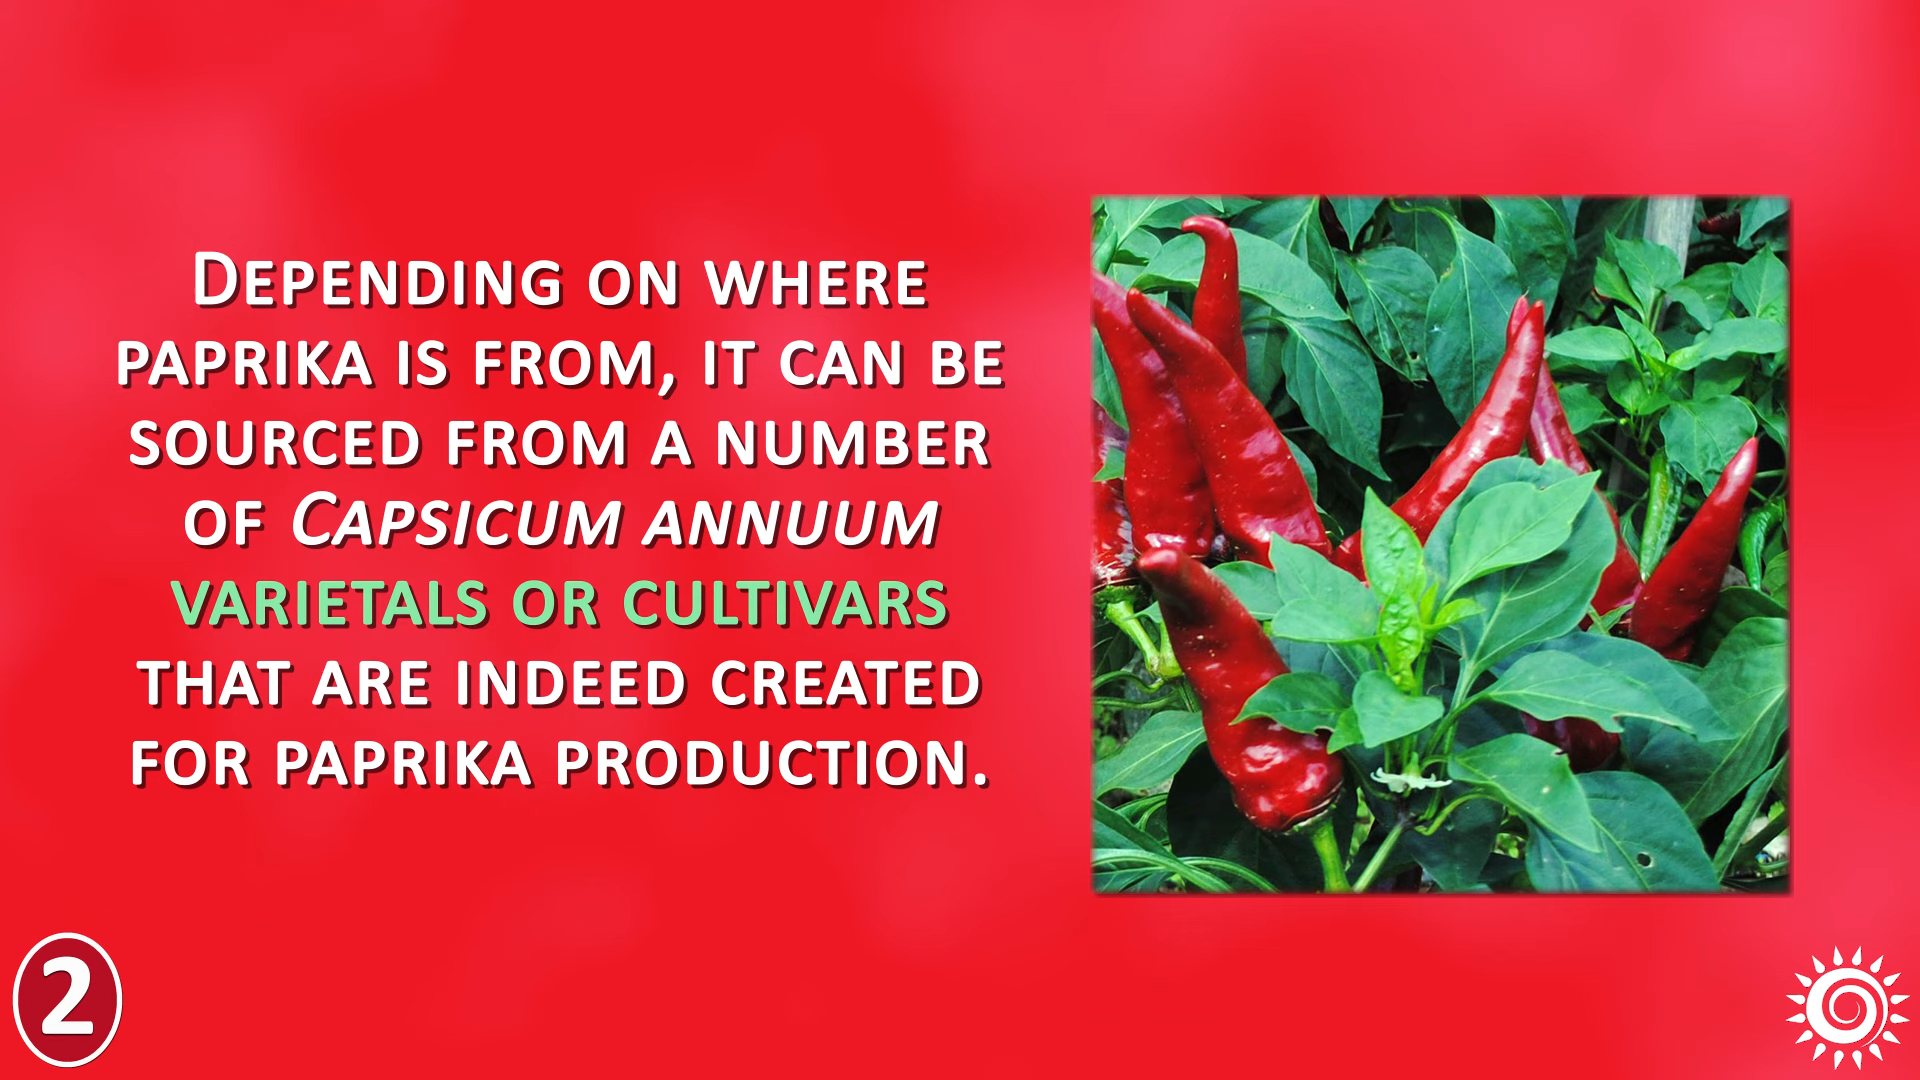 Depending on where
paprika is from, it can be
sourced from a number
of Capsicum annuum
varietals or cultivars
that are indeed created
for paprika production.
2